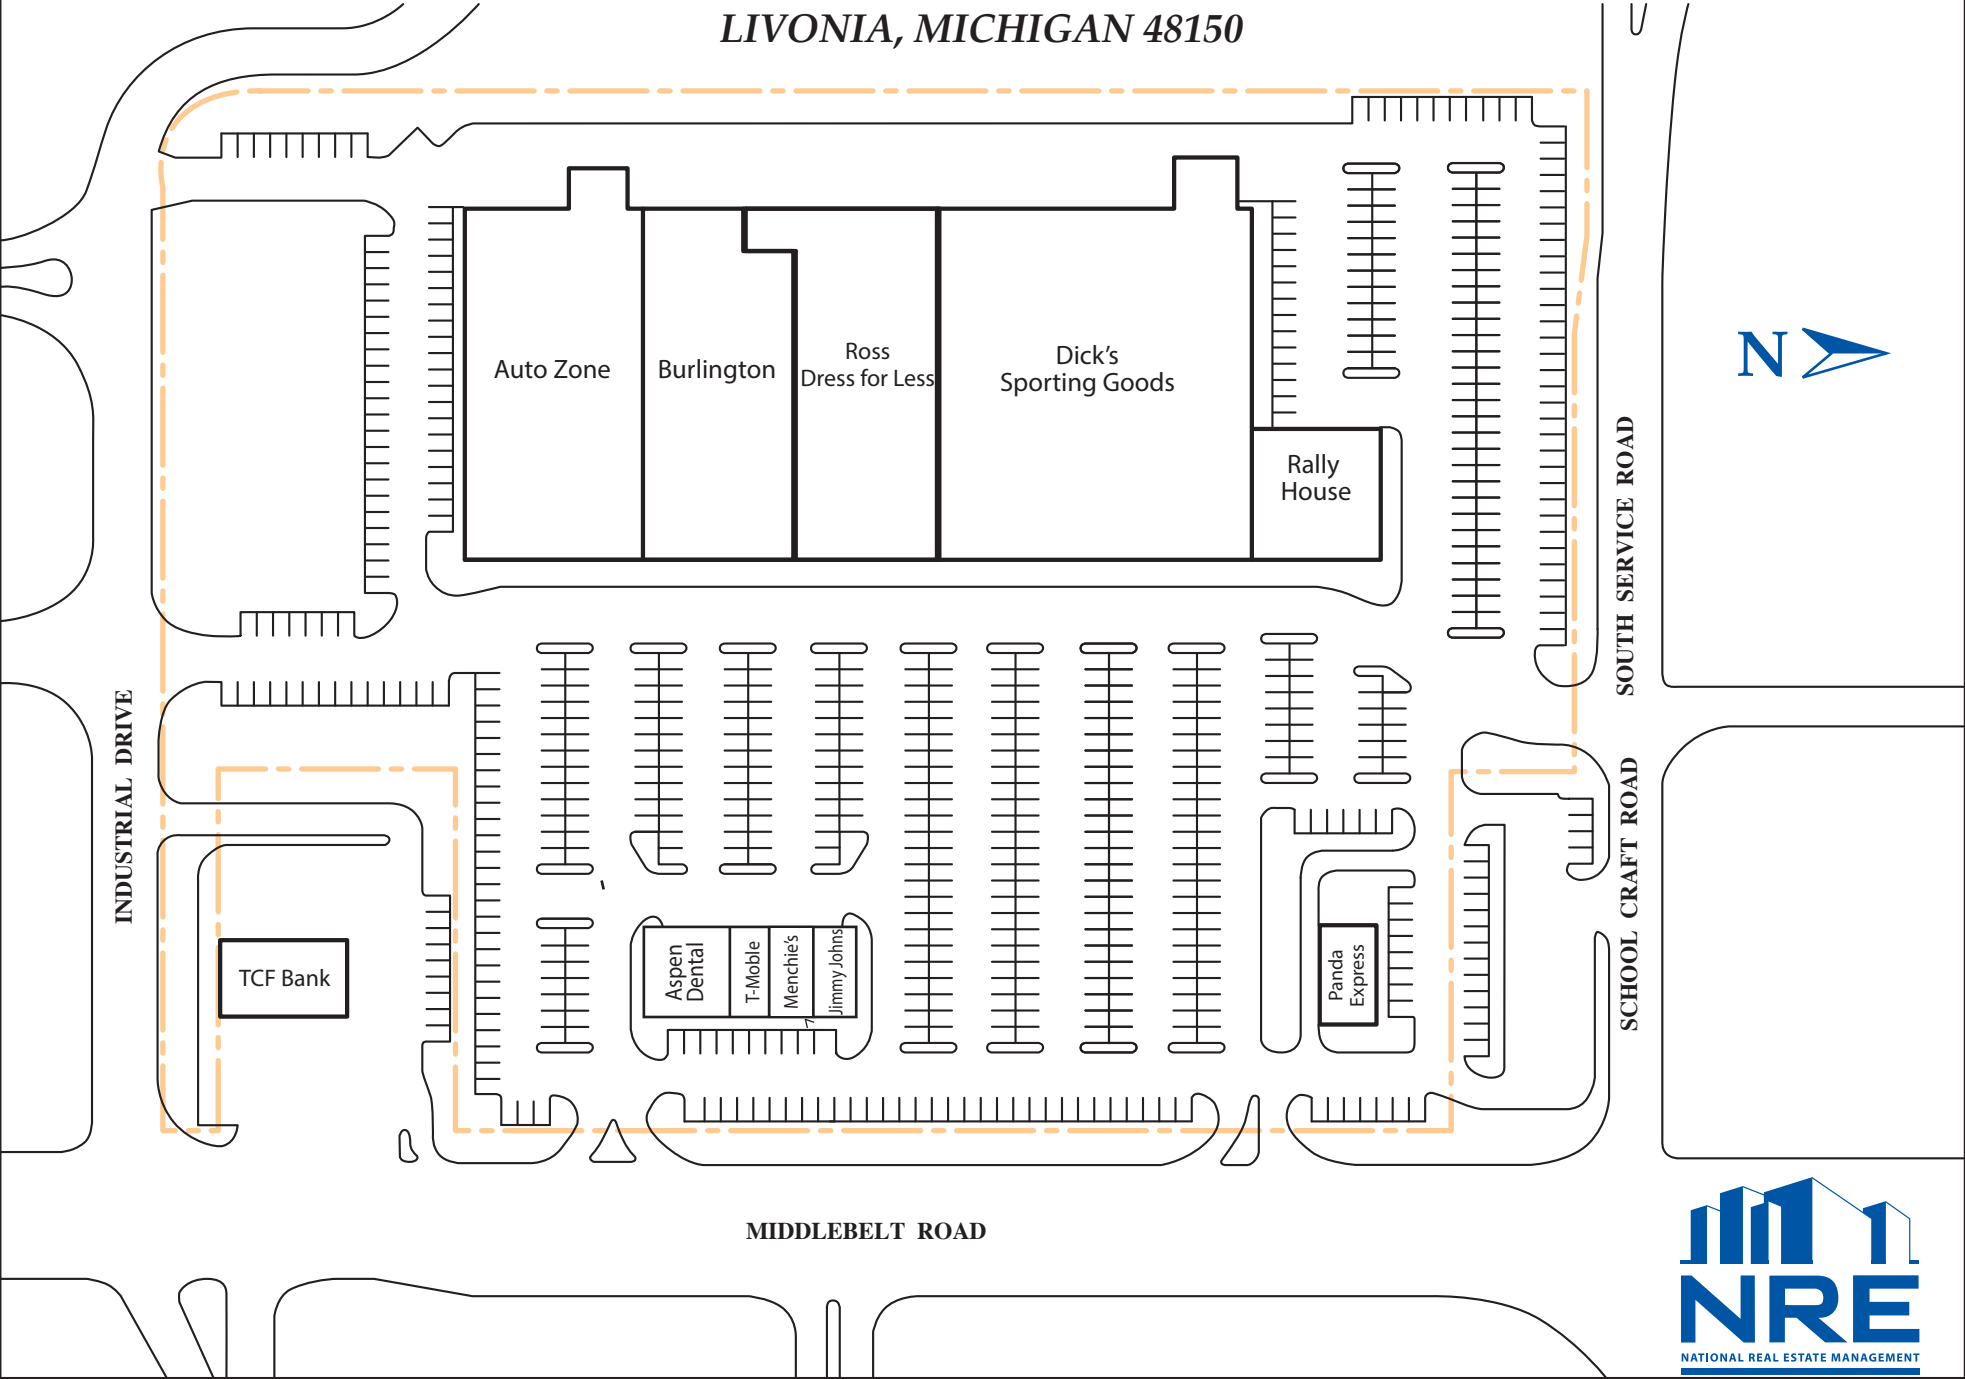 LIVONIA, MICHIGAN 48150
Auto Zone
Burlington
Ross
Dress for Less
Dick's
Sporting Goods
Rally
House
N
SOUTH SERVICE ROAD
INDUSTRIAL DRIVE
SCHOOL CRAFT ROAD
TCF Bank
Aspen
Dental
T-Moble
Menchie's
Jimmy Johns
Panda
Express
MIDDLEBELT ROAD
NRE
NATIONAL REAL ESTATE MANAGEMENT